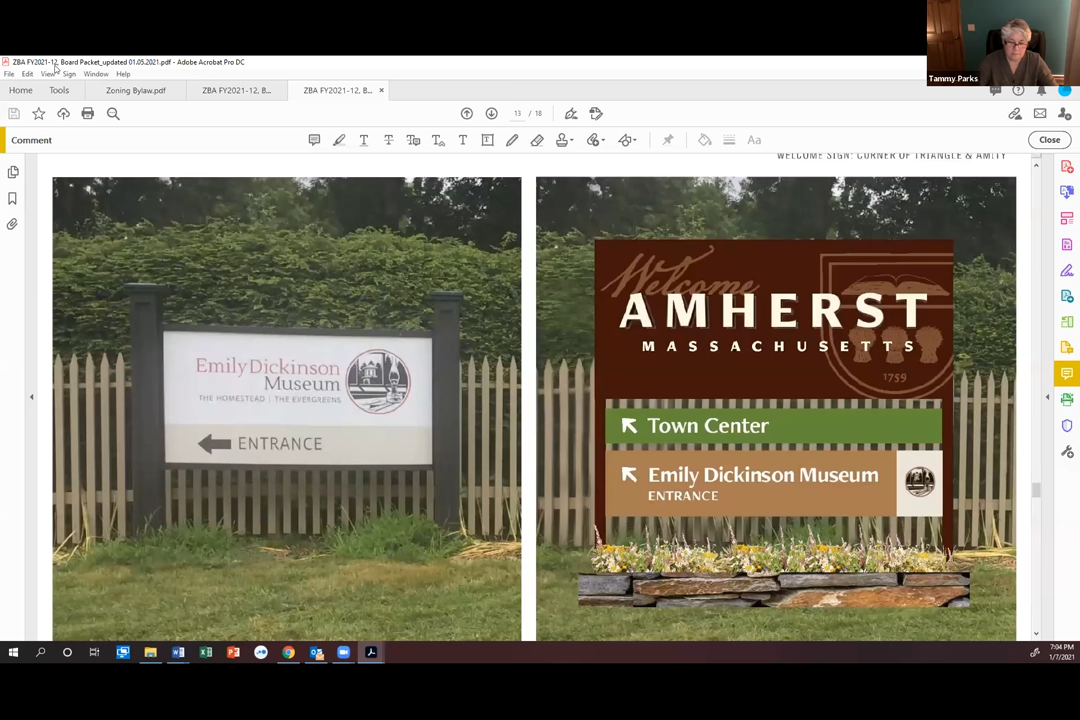 ZBA FY2021-12, Board Packet_updated 01.05.2021.pdf - Adobe Acrobat Pro DC
File Edit View Sign Window Help
Home Tools Zoning Bylaw.pdf ZBA FY2021-12, B... ZBA FY2021-12, B... ×
13 / 18
Comment
Aa
Close
Tammy Parks
WELCOME SIGN: CORNER OF TRIANGLE & AMITY
Emily Dickinson
Museum
THE HOMESTEAD | THE EVERGREENS
ENTRANCE
Welcome
AMHERST
MASSACHUSETTS
1759
Town Center
Emily Dickinson Museum
ENTRANCE
7:04 PM
1/7/2021